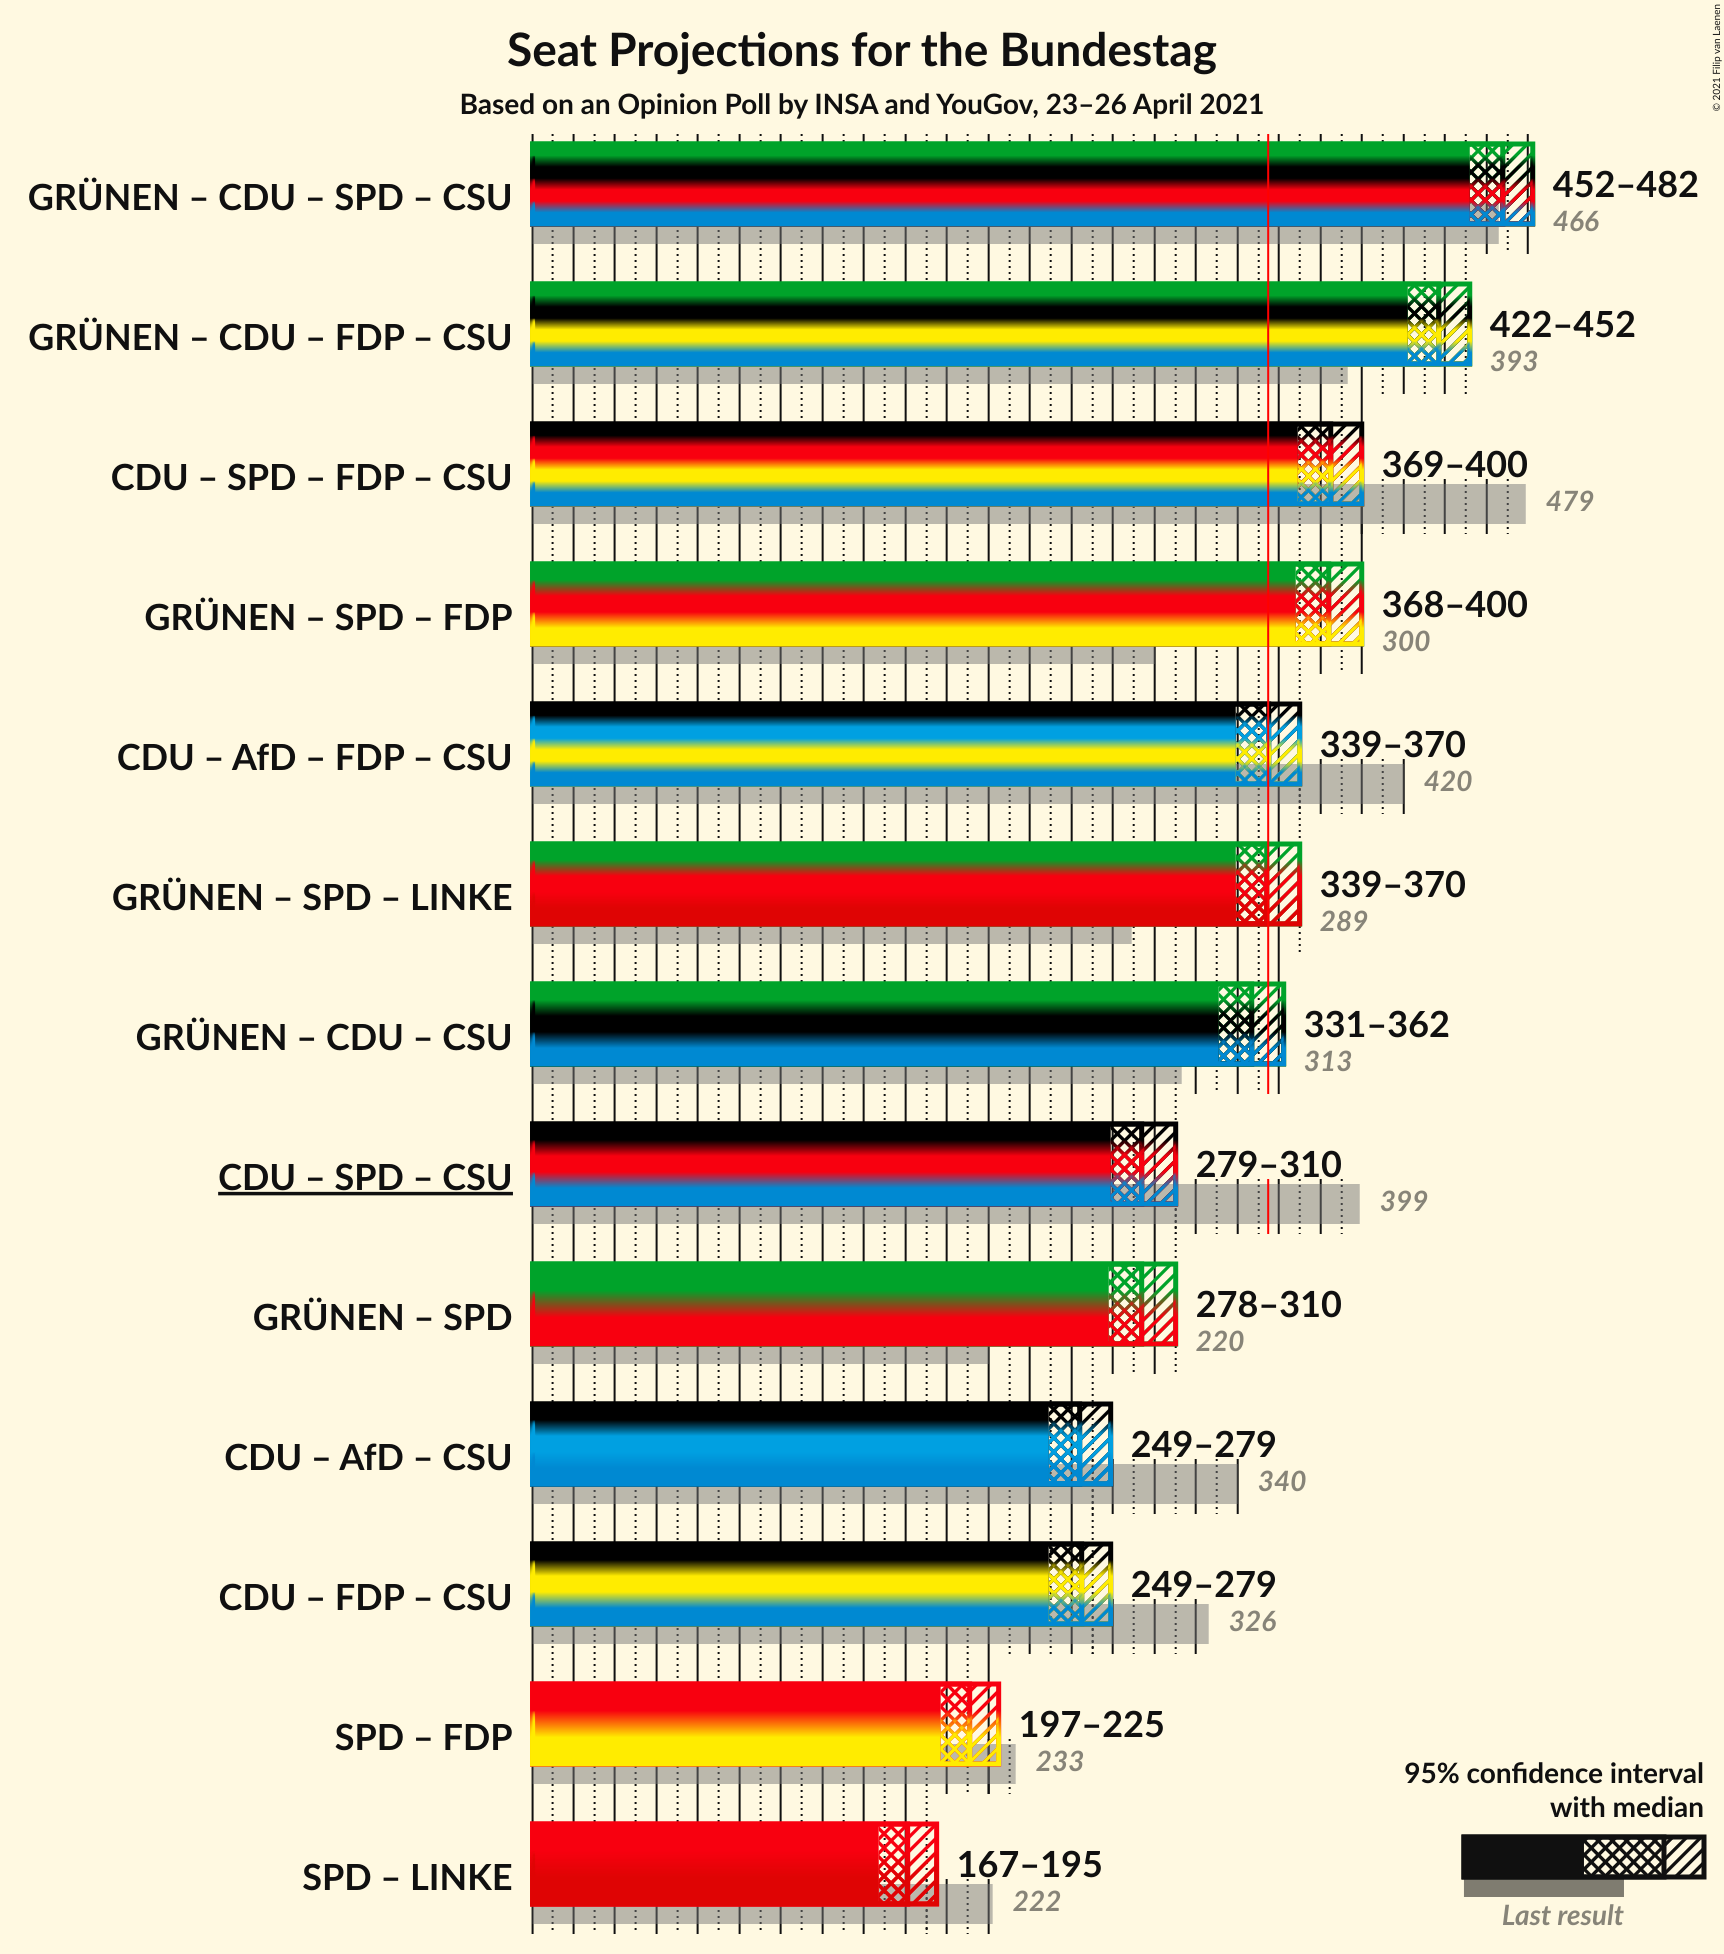 Seat Projections for the Bundestag
Based on an Opinion Poll by INSA and YouGov, 23–26 April 2021
© 2021 Filip van Laenen
GRÜNEN – CDU – SPD – CSU
452–482
466
GRÜNEN – CDU – FDP – CSU
422–452
393
CDU – SPD – FDP – CSU
369–400
479
GRÜNEN – SPD – FDP
368–400
300
CDU – AfD – FDP – CSU
339–370
420
GRÜNEN – SPD – LINKE
339–370
289
GRÜNEN – CDU – CSU
331–362
313
CDU – SPD – CSU
279–310
399
GRÜNEN – SPD
278–310
220
CDU – AfD – CSU
249–279
340
CDU – FDP – CSU
249–279
326
SPD – FDP
197–225
233
SPD – LINKE
167–195
222
95% confidence interval
with median
Last result